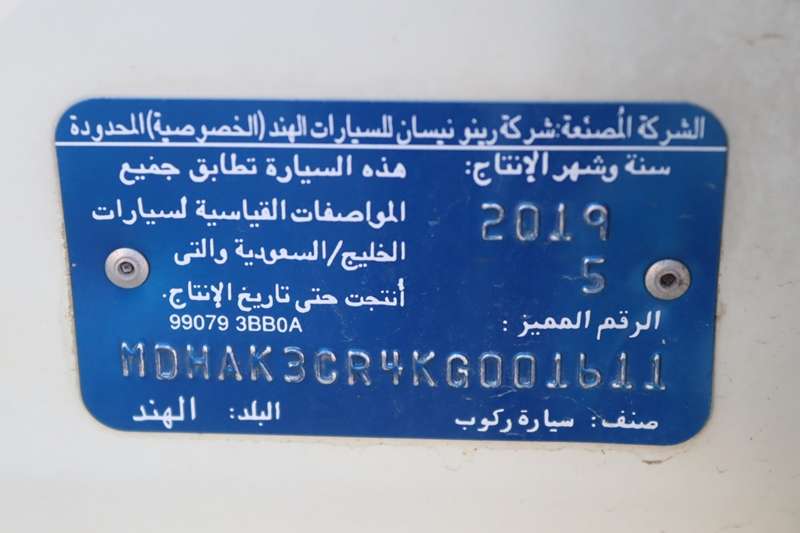 الشركة المُصنعة: شركة رينو نيسان للسيارات الهند (الخصوصية) المحدودة
سنة وشهر الإنتاج:
2019
5
هذه السيارة تطابق جميع
المواصفات القياسية لسيارات
الخليج/السعودية والتى
أنتجت حتى تاريخ الإنتاج.
99079 3BB0A
الرقم المميز :
MDHAK3CR4KG001611
صنف: سيارة ركوب
البلد: الهند